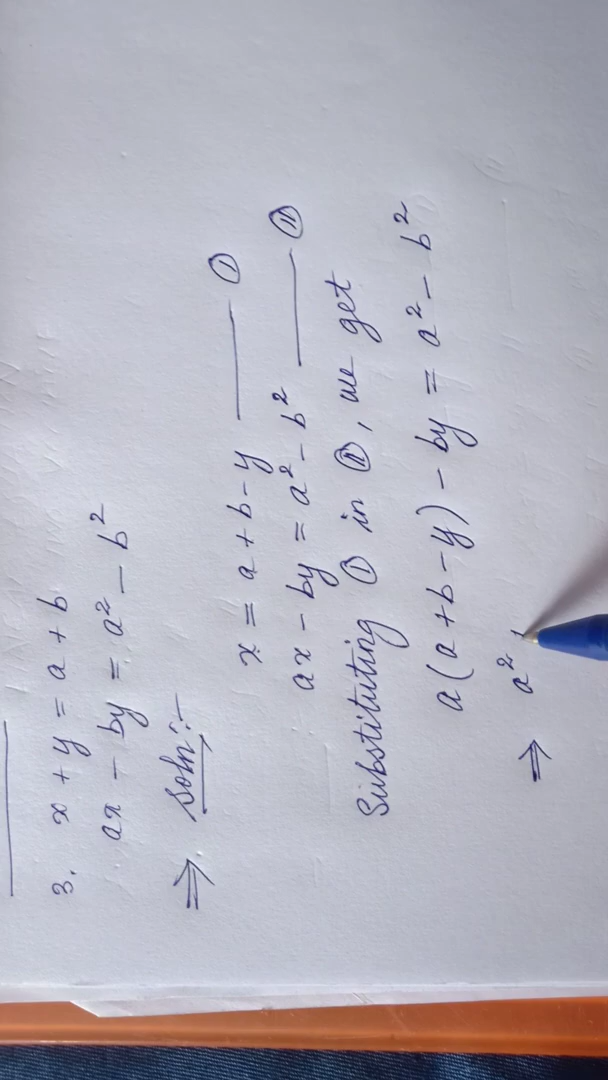 3. x + y = a + b
ax - by = a² - b²
⇒ soln:-
x = a + b - y ——— ①
ax - by = a² - b² ——— ⑪
Substituting ① in ⑪, we get
a(a + b - y) - by = a² - b²
⇒ a²